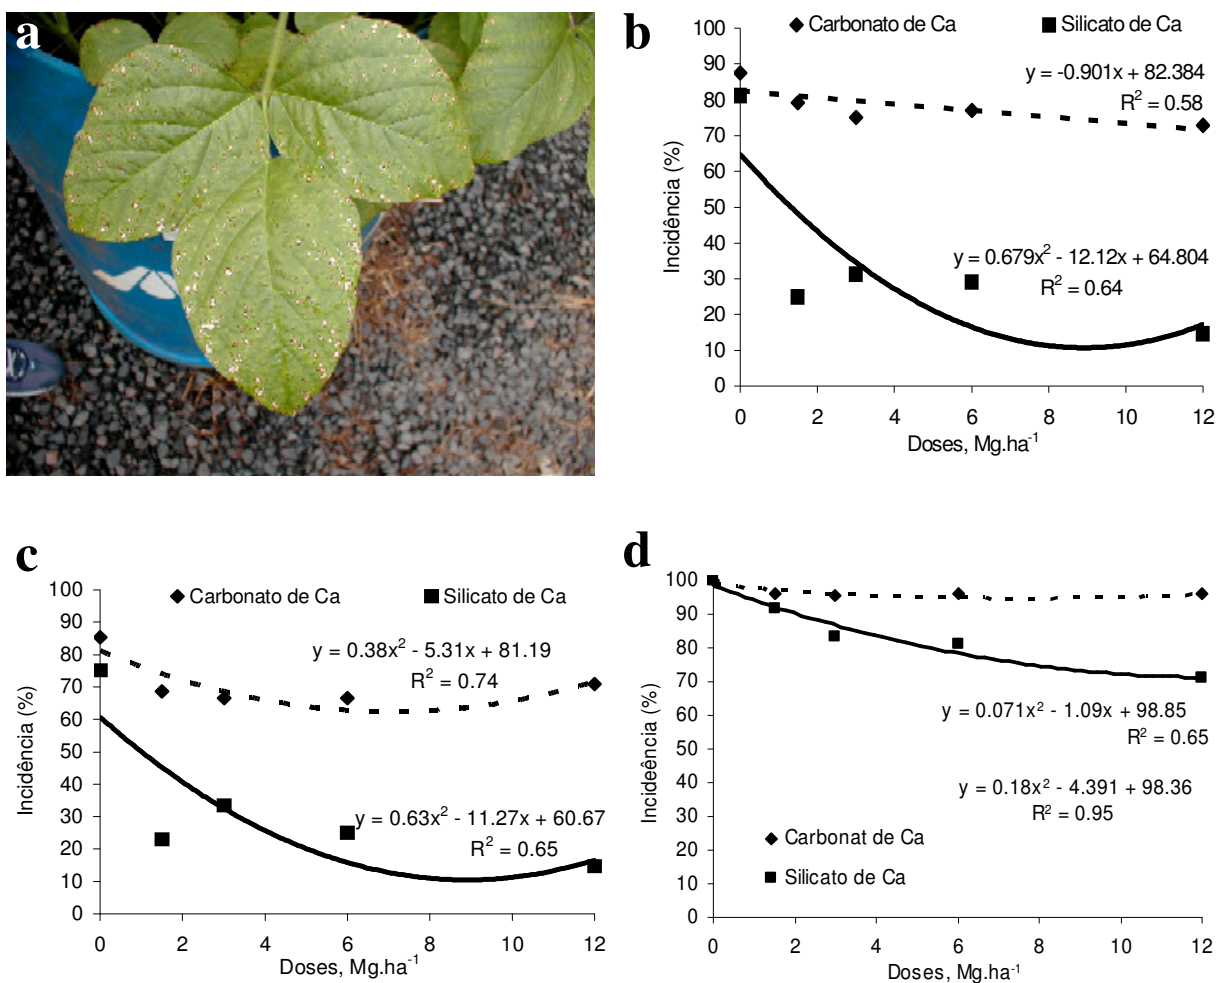 a
b
Carbonato de Ca Silicato de Ca
100
90
80
70
60
50
40
30
20
10
0
Incidência (%)
y = -0.901x + 82.384
R² = 0.58
y = 0.679x² - 12.12x + 64.804
R² = 0.64
0 2 4 6 8 10 12
Doses, Mg.ha⁻¹
c
Carbonato de Ca Silicato de Ca
100
90
80
70
60
50
40
30
20
10
0
Incidência (%)
y = 0.38x² - 5.31x + 81.19
R² = 0.74
y = 0.63x² - 11.27x + 60.67
R² = 0.65
0 2 4 6 8 10 12
Doses, Mg.ha⁻¹
d
100
90
80
70
60
50
40
30
20
10
0
Incideência (%)
y = 0.071x² - 1.09x + 98.85
R² = 0.65
y = 0.18x² - 4.391 + 98.36
R² = 0.95
Carbonat de Ca
Silicato de Ca
0 2 4 6 8 10 12
Doses, Mg.ha⁻¹